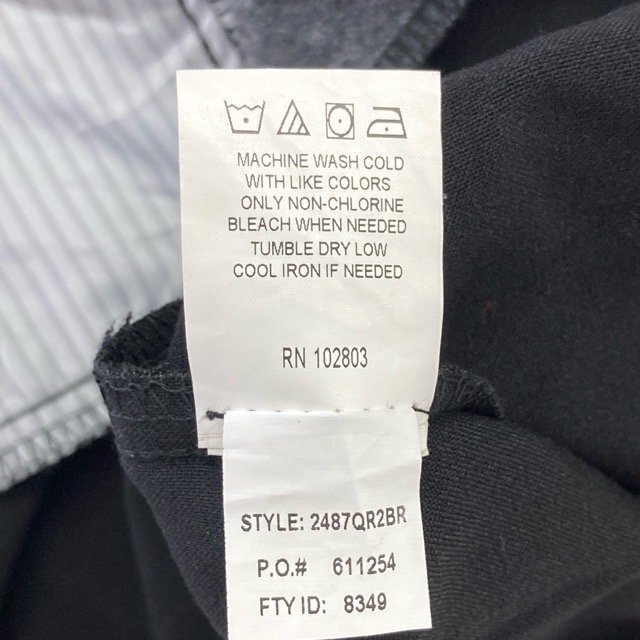 MACHINE WASH COLD
WITH LIKE COLORS
ONLY NON-CHLORINE
BLEACH WHEN NEEDED
TUMBLE DRY LOW
COOL IRON IF NEEDED
RN 102803
STYLE: 2487QR2BR
P.O.# 611254
FTY ID: 8349